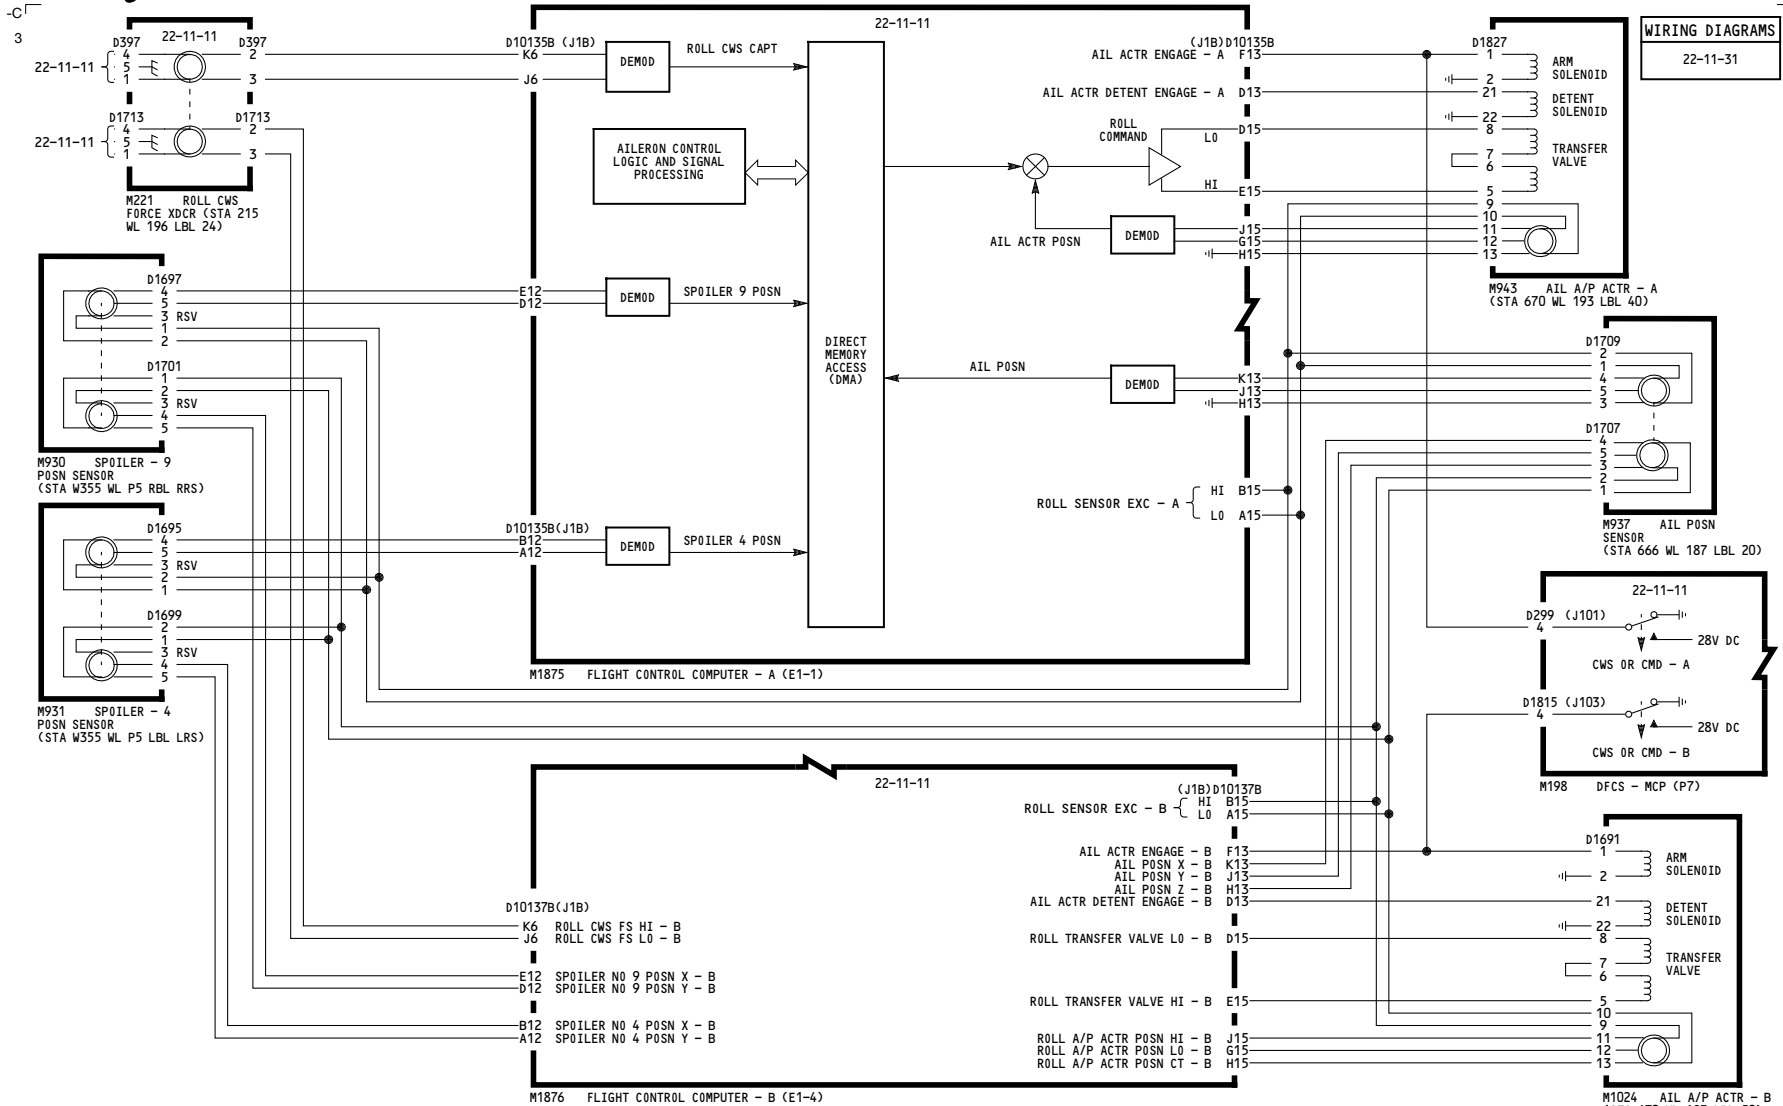 -C
3
WIRING DIAGRAMS
22-11-31
22-11-11
D397 22-11-11 D397
4 2
22-11-11 5
1 3
D1713 D1713
4 2
22-11-11 5
1 3
M221 ROLL CWS
FORCE XDCR (STA 215
WL 196 LBL 24)
D1697
4
5
3 RSV
1
2
D1701
1
2
3 RSV
4
5
M930 SPOILER - 9
POSN SENSOR
(STA W355 WL P5 RBL RRS)
D1695
4
5
3 RSV
2
1
D1699
2
1
3 RSV
4
5
M931 SPOILER - 4
POSN SENSOR
(STA W355 WL P5 LBL LRS)
D10135B (J1B)
K6
J6
DEMOD
ROLL CWS CAPT
AILERON CONTROL
LOGIC AND SIGNAL
PROCESSING
E12
D12
DEMOD
SPOILER 9 POSN
D10135B(J1B)
B12
A12
DEMOD
SPOILER 4 POSN
DIRECT
MEMORY
ACCESS
(DMA)
(J1B)D10135B
AIL ACTR ENGAGE - A F13
AIL ACTR DETENT ENGAGE - A D13
ROLL
COMMAND
LO D15
HI E15
AIL ACTR POSN
DEMOD
J15
G15
H15
AIL POSN
DEMOD
K13
J13
H13
ROLL SENSOR EXC - A
HI B15
LO A15
M1875 FLIGHT CONTROL COMPUTER - A (E1-1)
D1827
1
2
21
22
8
7
6
5
9
10
11
12
13
ARM
SOLENOID
DETENT
SOLENOID
TRANSFER
VALVE
M943 AIL A/P ACTR - A
(STA 670 WL 193 LBL 40)
D1709
2
1
4
5
3
D1707
4
5
3
2
1
M937 AIL POSN
SENSOR
(STA 666 WL 187 LBL 20)
22-11-11
D299 (J101)
4
28V DC
CWS OR CMD - A
D1815 (J103)
4
28V DC
CWS OR CMD - B
M198 DFCS - MCP (P7)
22-11-11
(J1B)D10137B
ROLL SENSOR EXC - B
HI B15
LO A15
AIL ACTR ENGAGE - B F13
AIL POSN X - B K13
AIL POSN Y - B J13
AIL POSN Z - B H13
AIL ACTR DETENT ENGAGE - B D13
ROLL TRANSFER VALVE LO - B D15
ROLL TRANSFER VALVE HI - B E15
ROLL A/P ACTR POSN HI - B J15
ROLL A/P ACTR POSN LO - B G15
ROLL A/P ACTR POSN CT - B H15
D10137B(J1B)
K6 ROLL CWS FS HI - B
J6 ROLL CWS FS LO - B
E12 SPOILER NO 9 POSN X - B
D12 SPOILER NO 9 POSN Y - B
B12 SPOILER NO 4 POSN X - B
A12 SPOILER NO 4 POSN Y - B
M1876 FLIGHT CONTROL COMPUTER - B (E1-4)
D1691
1
2
21
22
8
7
6
5
10
9
11
12
13
ARM
SOLENOID
DETENT
SOLENOID
TRANSFER
VALVE
M1024 AIL A/P ACTR - B